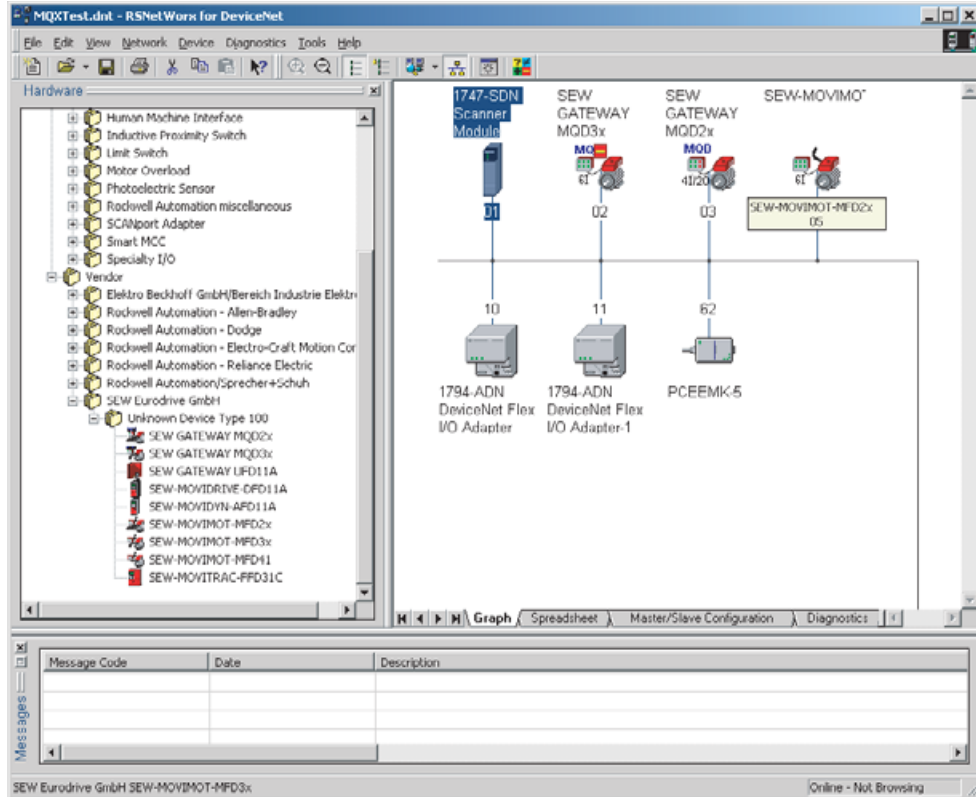 MQXTest.dnt - RSNetWorx for DeviceNet
File Edit View Network Device Diagnostics Tools Help
Hardware
Human Machine Interface
Inductive Proximity Switch
Limit Switch
Motor Overload
Photoelectric Sensor
Rockwell Automation miscellaneous
SCANport Adapter
Smart MCC
Specialty I/O
Vendor
Elektro Beckhoff GmbH/Bereich Industrie Elektr
Rockwell Automation - Allen-Bradley
Rockwell Automation - Dodge
Rockwell Automation - Electro-Craft Motion Cor
Rockwell Automation - Reliance Electric
Rockwell Automation/Sprecher+Schuh
SEW Eurodrive GmbH
Unknown Device Type 100
SEW GATEWAY MQD2x
SEW GATEWAY MQD3x
SEW GATEWAY UFD11A
SEW-MOVIDRIVE-DFD11A
SEW-MOVIDYN-AFD11A
SEW-MOVIMOT-MFD2x
SEW-MOVIMOT-MFD3x
SEW-MOVIMOT-MFD41
SEW-MOVITRAC-FFD31C
1747-SDN
Scanner
Module
01
SEW
GATEWAY
MQD3x
MQ
6I
02
SEW
GATEWAY
MQD2x
MQD
4I/2O
03
SEW-MOVIMO
6I
SEW-MOVIMOT-MFD2x
05
10
1794-ADN
DeviceNet Flex
I/O Adapter
11
1794-ADN
DeviceNet Flex
I/O Adapter-1
62
PCEEMK-5
Graph Spreadsheet Master/Slave Configuration Diagnostics
Messages
Message Code Date Description
SEW Eurodrive GmbH SEW-MOVIMOT-MFD3x
Online - Not Browsing